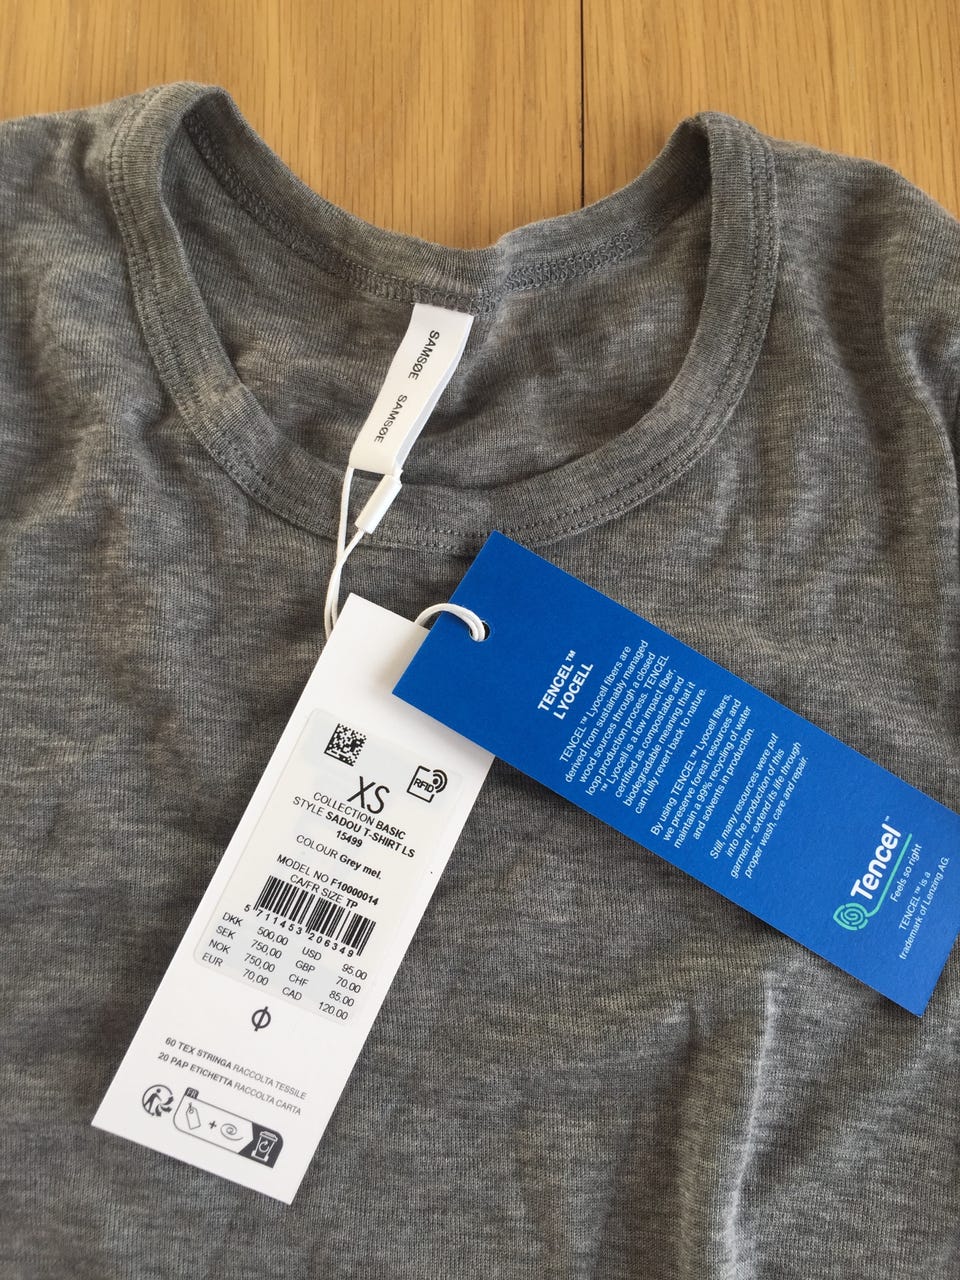 SAMSØE SAMSØE
XS
RFID
COLLECTION BASIC
STYLE SADOU T-SHIRT LS
15499
COLOUR Grey mel.
MODEL NO F10000014
CA/FR SIZE TP
5 711453 206349
DKK 500,00 USD 95.00
SEK 750,00 GBP 70.00
NOK 750,00 CHF 85.00
EUR 70,00 CAD 120.00
60 TEX STRINGA RACCOLTA TESSILE
20 PAP ETICHETTA RACCOLTA CARTA
FR
+
TENCEL™
LYOCELL
TENCEL™ Lyocell fibers are
derived from sustainably managed
wood sources through a closed
loop production process. TENCEL
™ Lyocell is a low impact fiber,
certified as compostable and
biodegradable meaning that it
can fully revert back to nature.
By using TENCEL™ Lyocell fibers,
we preserve forest resources and
maintain a 99% recycling of water
and solvents in production.
Still, many resources were put
into the production of this
garment – extend its life through
proper wash, care and repair.
Tencel™
Feels so right
TENCEL™ is a
trademark of Lenzing AG.